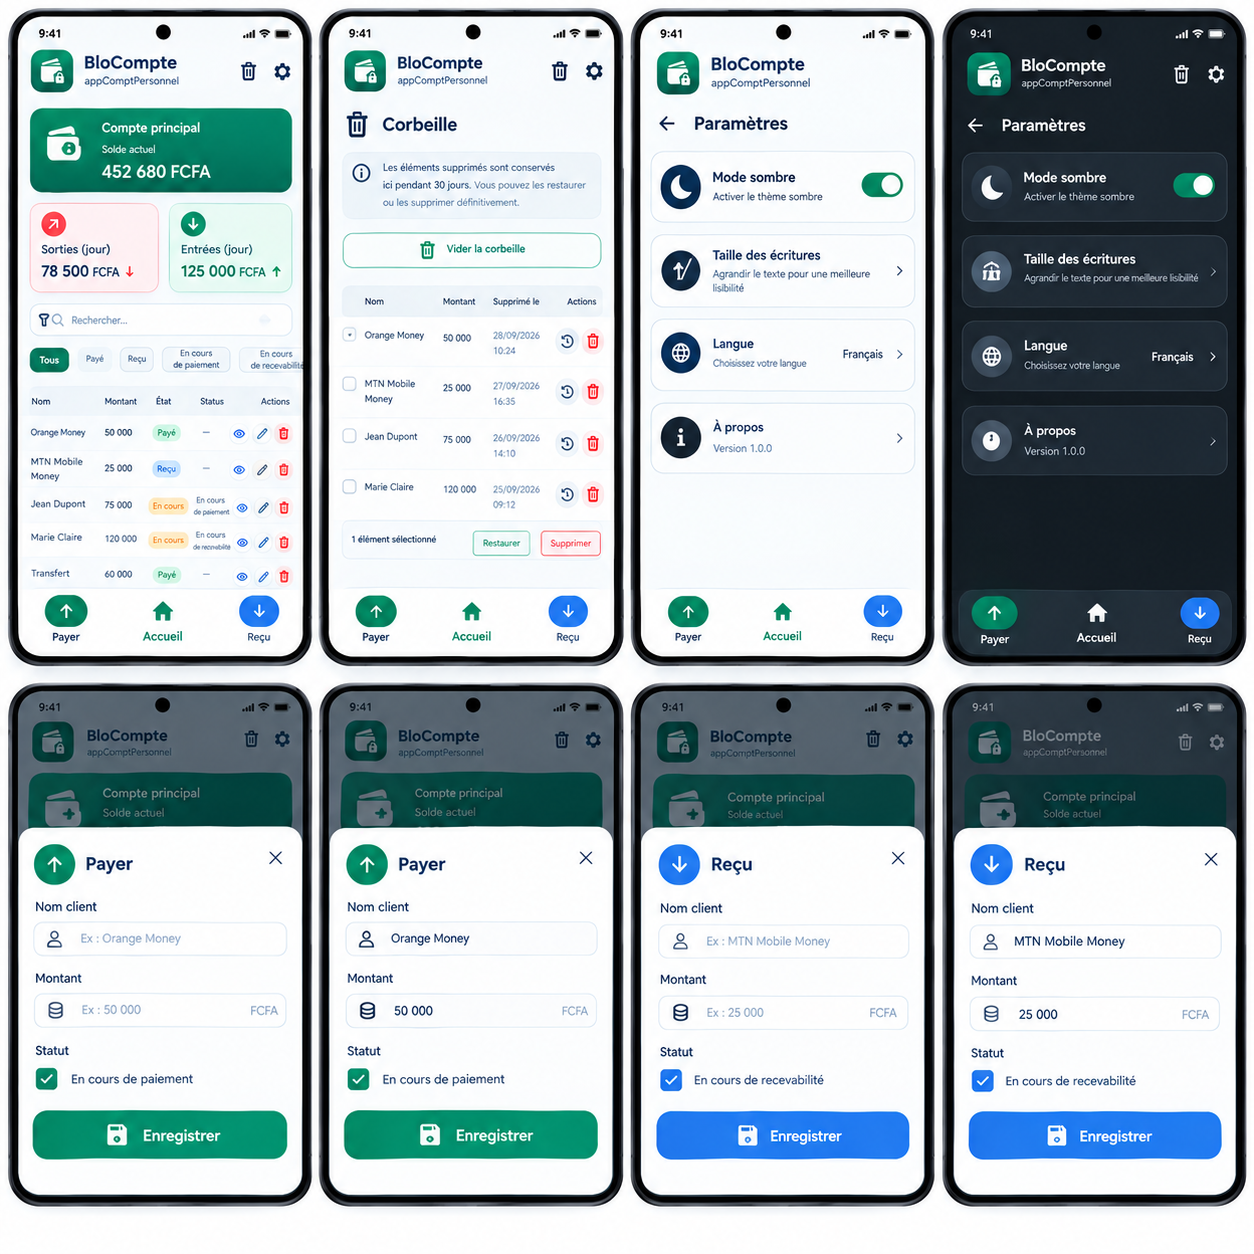 9:41
BloCompte
appComptPersonnel
Compte principal
Solde actuel
452 680 FCFA
Sorties (jour)
78 500 FCFA ↓
Entrées (jour)
125 000 FCFA ↑
Rechercher...
Tous
Payé
Reçu
En cours
de paiement
En cours
de recevabilité
Nom Montant État Status Actions
Orange Money 50 000 Payé –
MTN Mobile
Money
25 000 Reçu –
Jean Dupont 75 000 En cours
En cours
de paiement
Marie Claire 120 000 En cours
En cours
Transfert 60 000 Payé –
Payer
Accueil
Reçu
9:41
BloCompte
appComptPersonnel
Corbeille
Les éléments supprimés sont conservés
ici pendant 30 jours. Vous pouvez les restaurer
ou les supprimer définitivement.
Vider la corbeille
Nom Montant Supprimé le Actions
Orange Money 50 000 28/09/2026
10:24
MTN Mobile
Money
25 000 27/09/2026
16:35
Jean Dupont 75 000 26/09/2026
14:10
Marie Claire 120 000 25/09/2026
09:12
1 élément sélectionné
Restaurer
Supprimer
Payer
Accueil
Reçu
9:41
BloCompte
appComptPersonnel
← Paramètres
Mode sombre
Activer le thème sombre
Taille des écritures
Agrandir le texte pour une meilleure
lisibilité
Langue
Choisissez votre langue
Français
À propos
Version 1.0.0
Payer
Accueil
Reçu
9:41
BloCompte
appComptPersonnel
← Paramètres
Mode sombre
Activer le thème sombre
Taille des écritures
Agrandir le texte pour une meilleure lisibilité
Langue
Choisissez votre langue
Français
À propos
Version 1.0.0
Payer
Accueil
Reçu
9:41
BloCompte
appComptPersonnel
Compte principal
Solde actuel
Payer
Nom client
Ex : Orange Money
Montant
Ex : 50 000 FCFA
Statut
En cours de paiement
Enregistrer
9:41
BloCompte
appComptPersonnel
Compte principal
Solde actuel
Payer
Nom client
Orange Money
Montant
50 000 FCFA
Statut
En cours de paiement
Enregistrer
9:41
BloCompte
appComptPersonnel
Compte principal
Solde actuel
Reçu
Nom client
Ex : MTN Mobile Money
Montant
Ex : 25 000 FCFA
Statut
En cours de recevabilité
Enregistrer
9:41
BloCompte
appComptPersonnel
Compte principal
Solde actuel
Reçu
Nom client
MTN Mobile Money
Montant
25 000 FCFA
Statut
En cours de recevabilité
Enregistrer